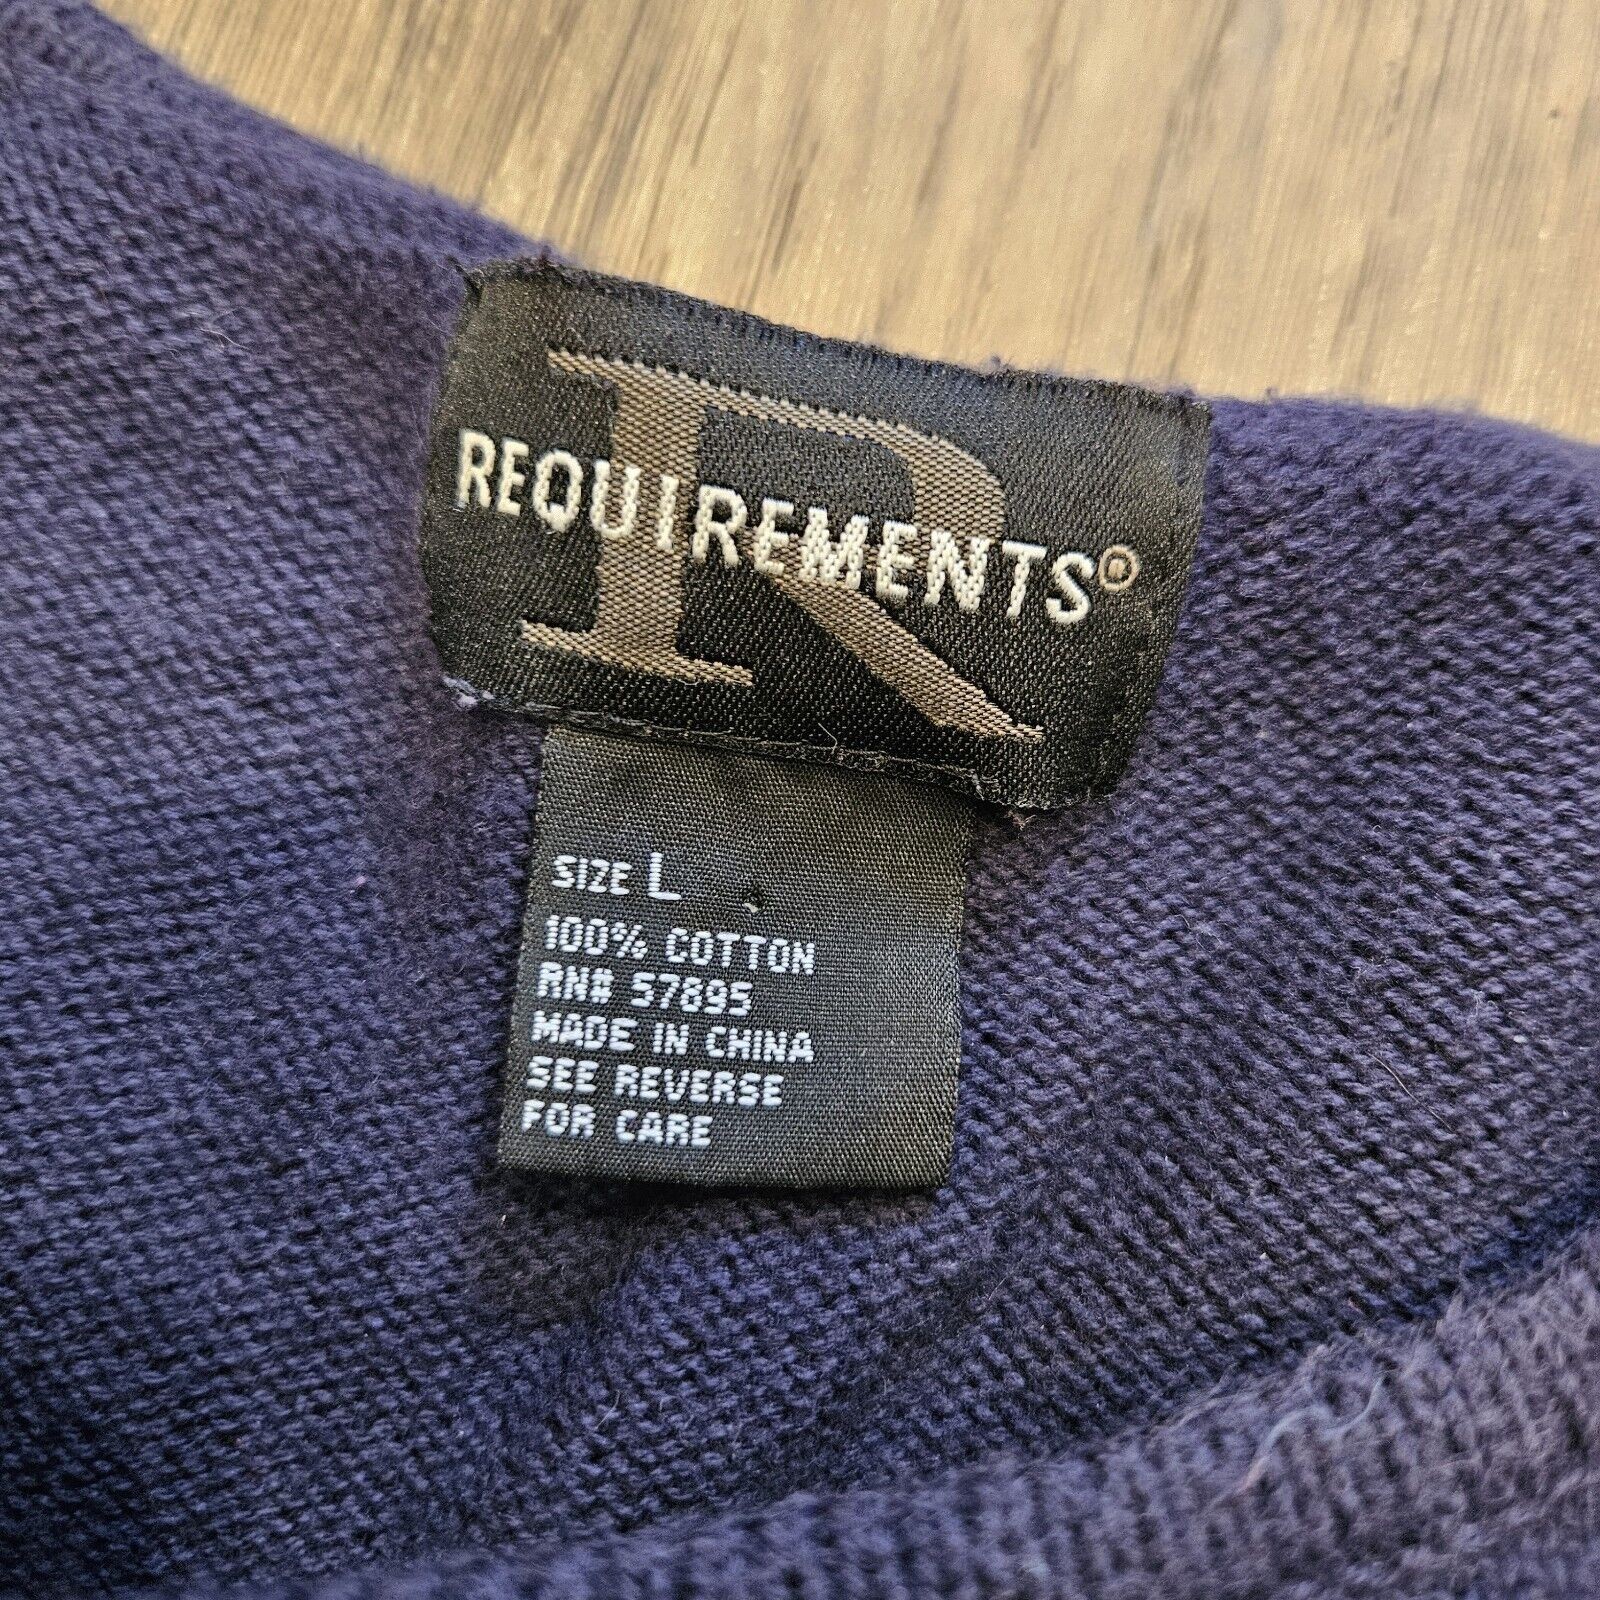 R
REQUIREMENTS®
SIZE L
100% COTTON
RN# 57895
MADE IN CHINA
SEE REVERSE
FOR CARE